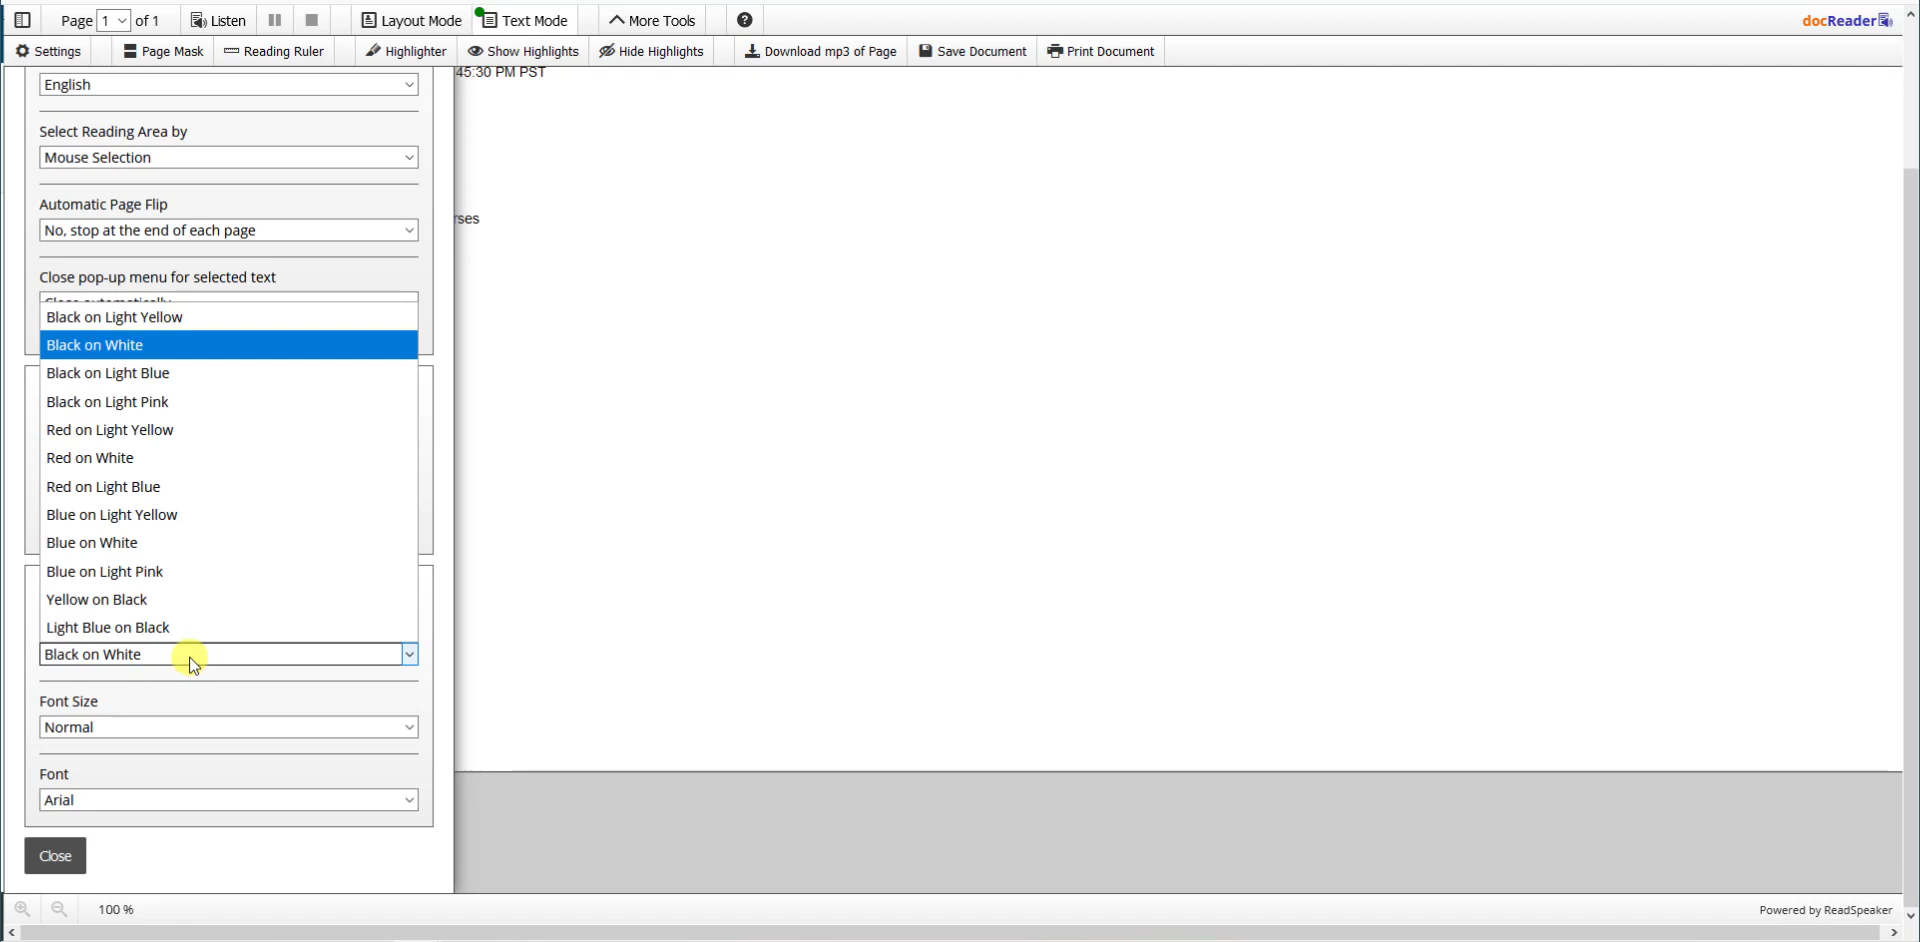 Page 1 of 1 Listen Layout Mode Text Mode More Tools ? docReader
Settings Page Mask Reading Ruler Highlighter Show Highlights Hide Highlights Download mp3 of Page Save Document Print Document
45:30 PM PST
English
Select Reading Area by
Mouse Selection
Automatic Page Flip
rses
No, stop at the end of each page
Close pop-up menu for selected text
Close automatically
Black on Light Yellow
Black on White
Black on Light Blue
Black on Light Pink
Red on Light Yellow
Red on White
Red on Light Blue
Blue on Light Yellow
Blue on White
Blue on Light Pink
Yellow on Black
Light Blue on Black
Black on White
Font Size
Normal
Font
Arial
Close
100 % Powered by ReadSpeaker